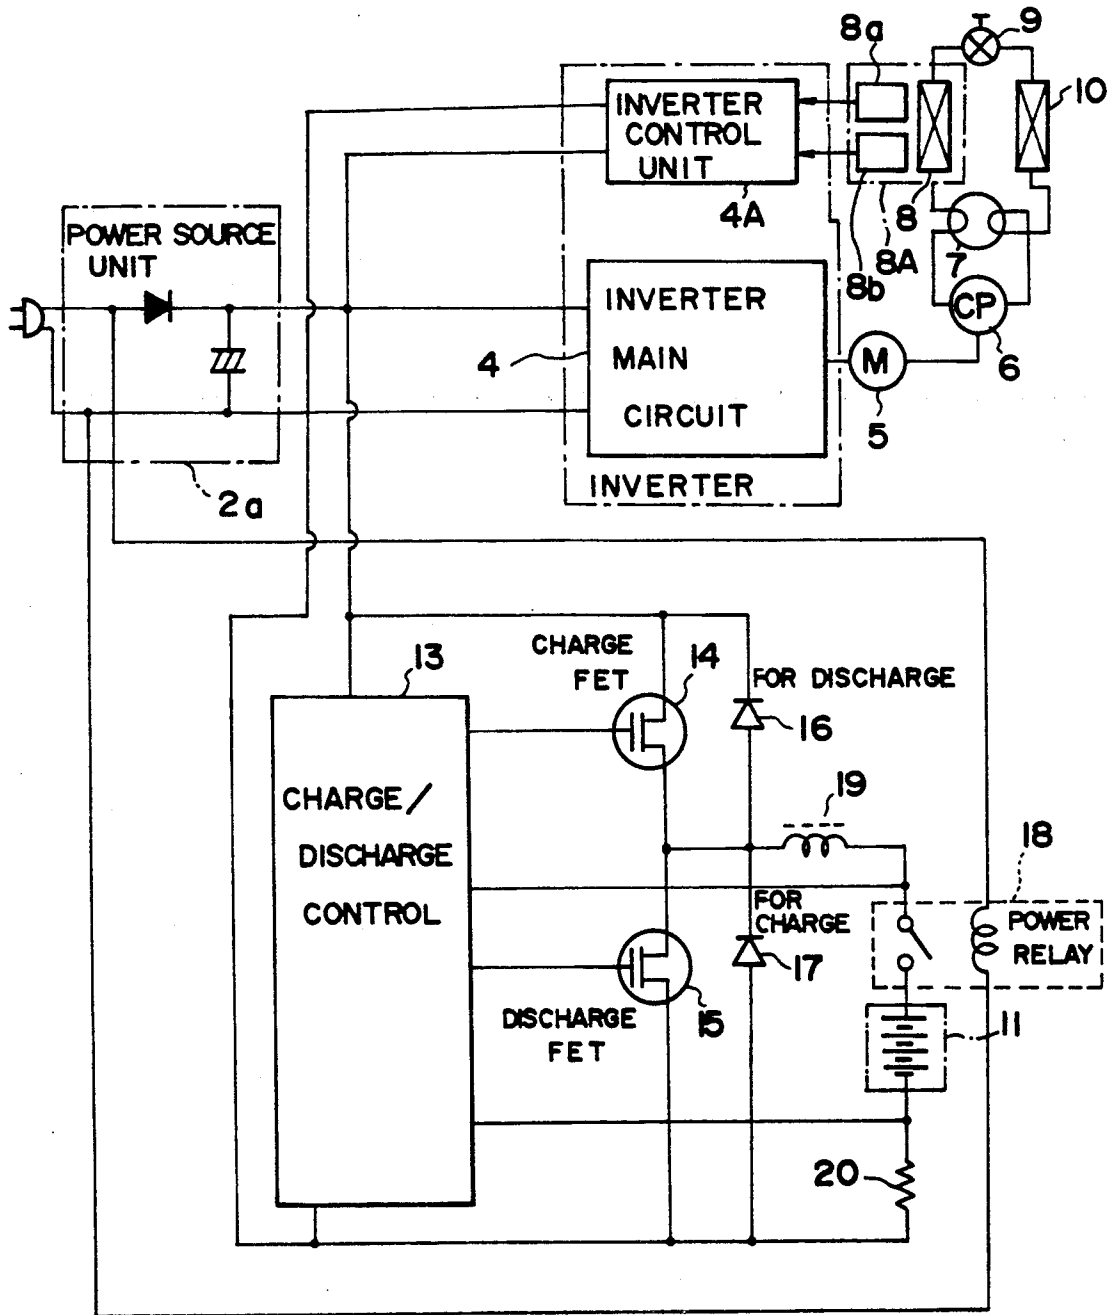 8a
9
INVERTER
CONTROL
UNIT
10
4A
8
8A
7
8b
POWER SOURCE
UNIT
INVERTER
MAIN
CIRCUIT
4
M
CP
6
5
2a
INVERTER
CHARGE
FET
13
14
FOR DISCHARGE
16
CHARGE/
DISCHARGE
CONTROL
19
18
FOR
CHARGE
POWER
RELAY
17
15
DISCHARGE
FET
11
20